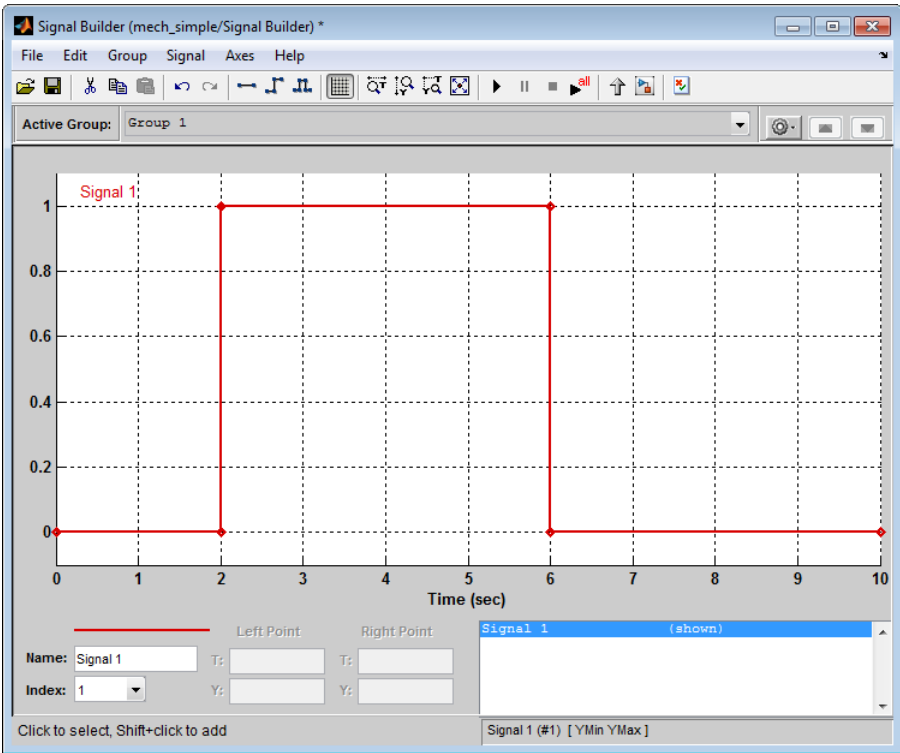 Signal Builder (mech_simple/Signal Builder) *
File Edit Group Signal Axes Help
all
Active Group: Group 1
Signal 1
1
0.8
0.6
0.4
0.2
0
0 1 2 3 4 5 6 7 8 9 10
Time (sec)
Left Point Right Point
Name: Signal 1 T: T:
Index: 1 Y: Y:
Signal 1 (shown)
Click to select, Shift+click to add
Signal 1 (#1) [ YMin YMax ]